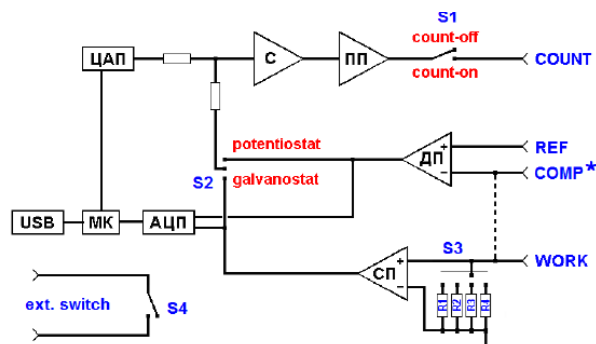 S1
count-off
ЦАП
С
ПП
COUNT
count-on
potentiostat
REF
ДП
+
−
COMP*
S2
galvanostat
USB
МК
АЦП
S3
WORK
+
СП
−
ext. switch
S4
R1
R2
R3
R4